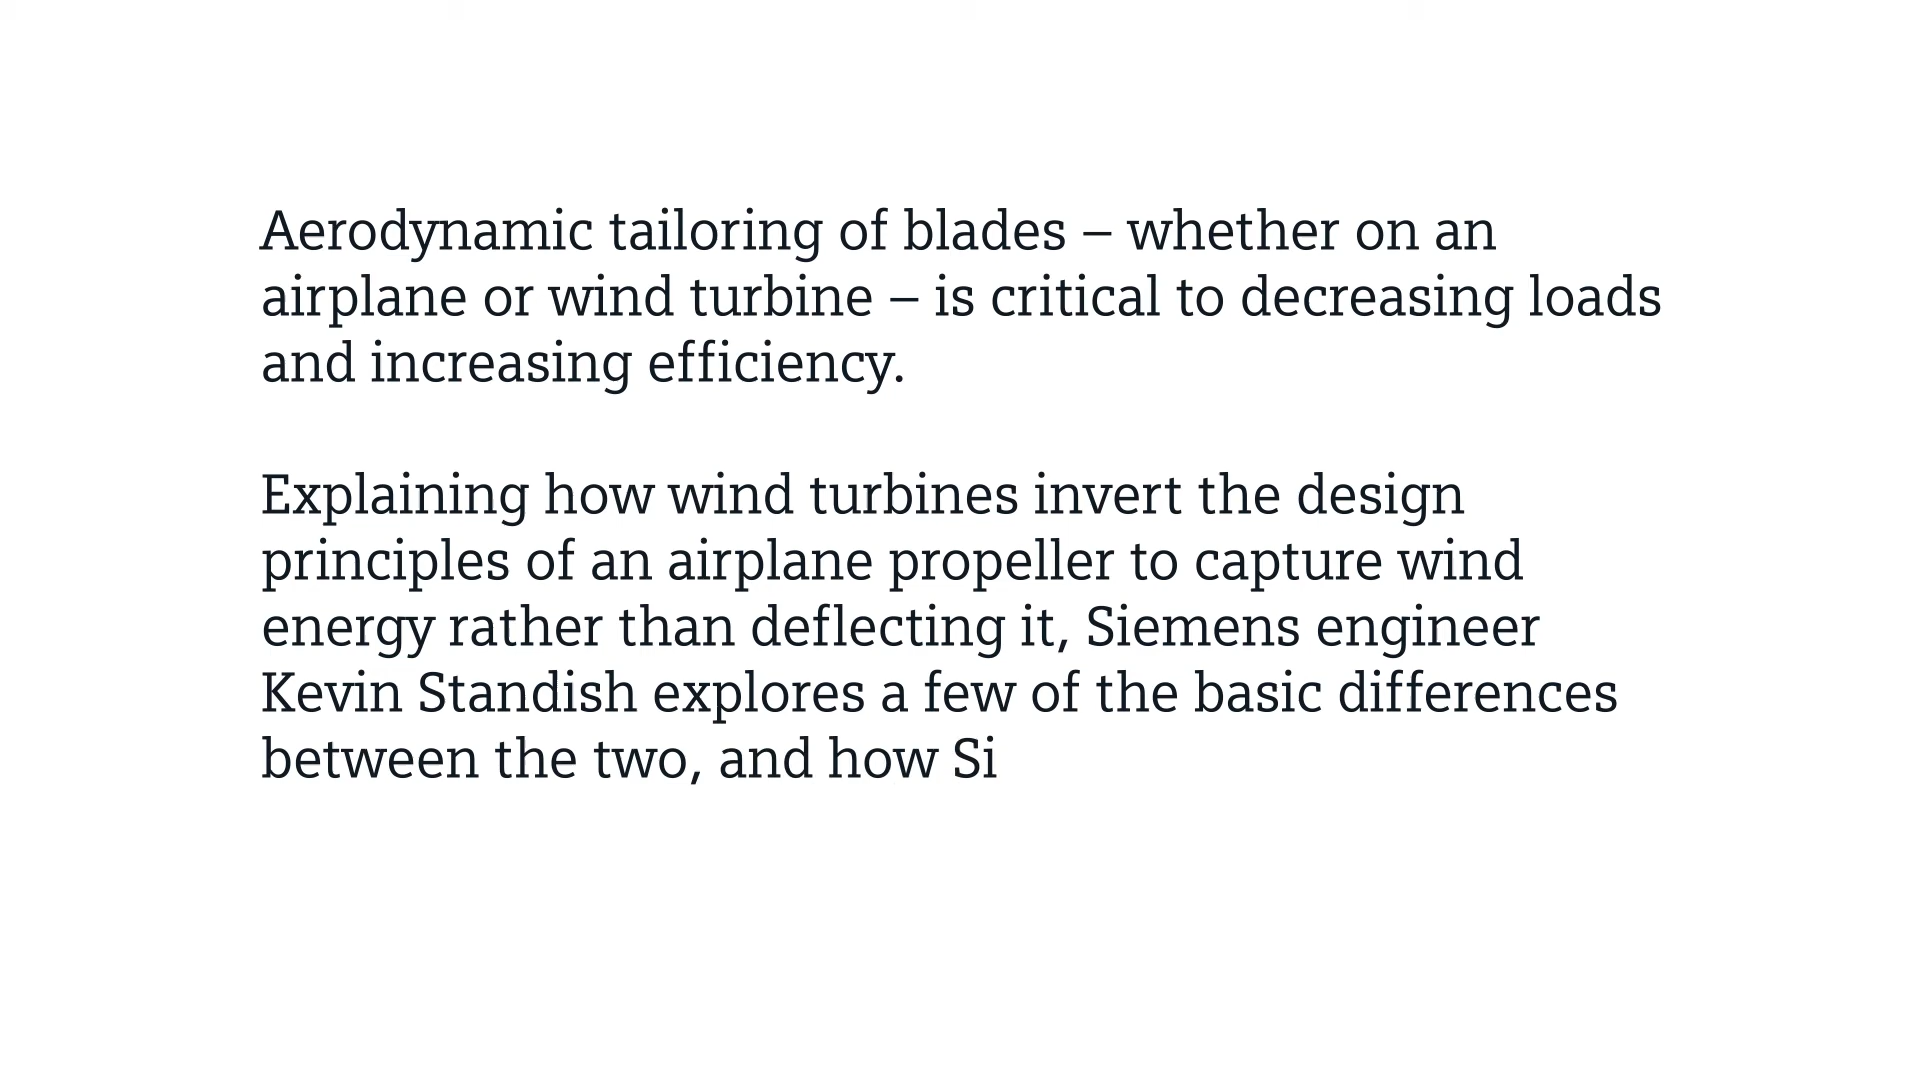 Aerodynamic tailoring of blades – whether on an
airplane or wind turbine – is critical to decreasing loads
and increasing efficiency.
Explaining how wind turbines invert the design
principles of an airplane propeller to capture wind
energy rather than deflecting it, Siemens engineer
Kevin Standish explores a few of the basic differences
between the two, and how Si